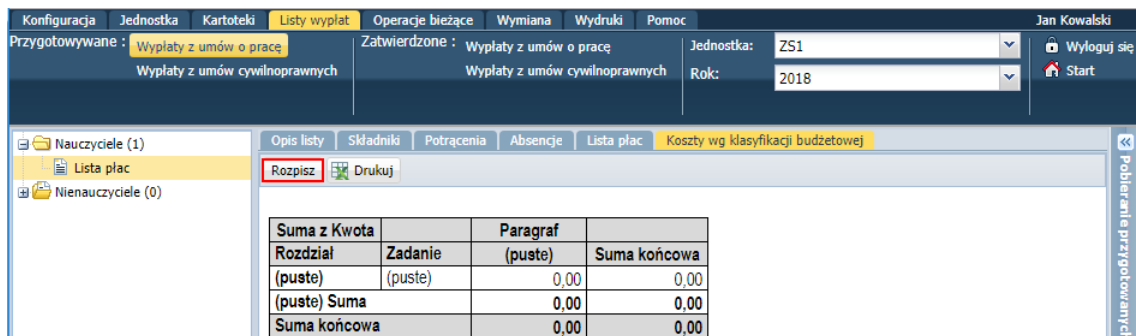 Konfiguracja Jednostka Kartoteki Listy wypłat Operacje bieżące Wymiana Wydruki Pomoc Jan Kowalski
Przygotowywane : Wypłaty z umów o pracę Zatwierdzone : Wypłaty z umów o pracę Jednostka: ZS1 Wyloguj się
Wypłaty z umów cywilnoprawnych Wypłaty z umów cywilnoprawnych Rok: 2018 Start
Nauczyciele (1) Opis listy Składniki Potrącenia Absencje Lista płac Koszty wg klasyfikacji budżetowej
Lista płac Rozpisz Drukuj
Nienauczyciele (0)
Suma z Kwota Paragraf
Rozdział Zadanie (puste) Suma końcowa
(puste) (puste) 0,00 0,00
(puste) Suma 0,00 0,00
Suma końcowa 0,00 0,00
Pobieranie przygotowanych